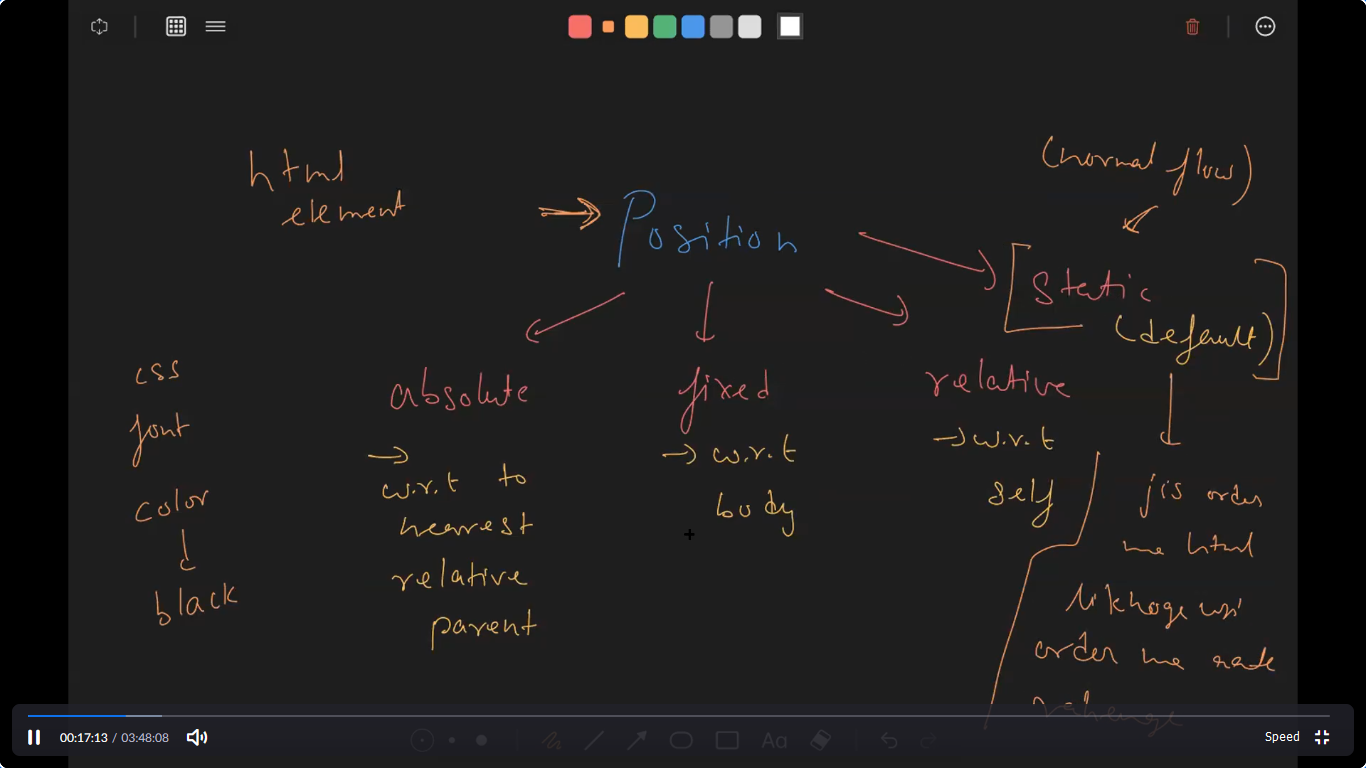 html
element
Position
(normal flow)
Static
(default)
css
font
color
black
absolute
w.r.t to
nearest
relative
parent
fixed
w.r.t
body
relative
w.r.t
self
jis order
me html
likhoge usi
order me
rahenge
Aa
00:17:13 / 03:48:08
Speed